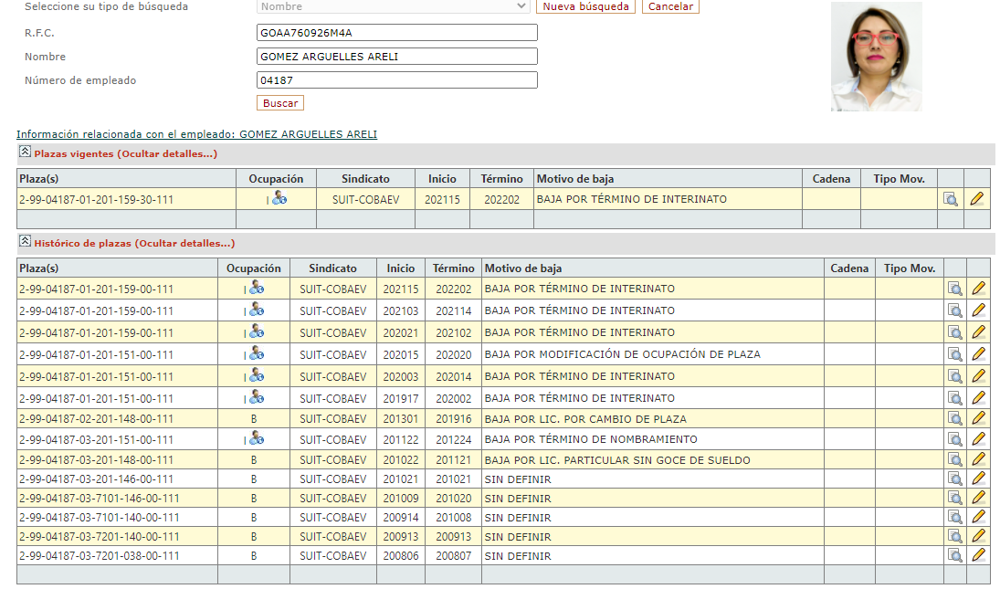 Seleccione su tipo de búsqueda Nombre Nueva búsqueda Cancelar
R.F.C. GOAA760926M4A
Nombre GOMEZ ARGUELLES ARELI
Número de empleado 04187
Buscar
Información relacionada con el empleado: GOMEZ ARGUELLES ARELI
Plazas vigentes (Ocultar detalles...)
Plaza(s) Ocupación Sindicato Inicio Término Motivo de baja Cadena Tipo Mov.
2-99-04187-01-201-159-30-111 I SUIT-COBAEV 202115 202202 BAJA POR TÉRMINO DE INTERINATO
Histórico de plazas (Ocultar detalles...)
Plaza(s) Ocupación Sindicato Inicio Término Motivo de baja Cadena Tipo Mov.
2-99-04187-01-201-159-00-111 I SUIT-COBAEV 202115 202202 BAJA POR TÉRMINO DE INTERINATO
2-99-04187-01-201-159-00-111 I SUIT-COBAEV 202103 202114 BAJA POR TÉRMINO DE INTERINATO
2-99-04187-01-201-159-00-111 I SUIT-COBAEV 202021 202102 BAJA POR TÉRMINO DE INTERINATO
2-99-04187-01-201-151-00-111 I SUIT-COBAEV 202015 202020 BAJA POR MODIFICACIÓN DE OCUPACIÓN DE PLAZA
2-99-04187-01-201-151-00-111 I SUIT-COBAEV 202003 202014 BAJA POR TÉRMINO DE INTERINATO
2-99-04187-01-201-151-00-111 I SUIT-COBAEV 201917 202002 BAJA POR TÉRMINO DE INTERINATO
2-99-04187-02-201-148-00-111 B SUIT-COBAEV 201301 201916 BAJA POR LIC. POR CAMBIO DE PLAZA
2-99-04187-03-201-151-00-111 I SUIT-COBAEV 201122 201224 BAJA POR TÉRMINO DE NOMBRAMIENTO
2-99-04187-03-201-148-00-111 B SUIT-COBAEV 201022 201121 BAJA POR LIC. PARTICULAR SIN GOCE DE SUELDO
2-99-04187-03-201-146-00-111 B SUIT-COBAEV 201021 201021 SIN DEFINIR
2-99-04187-03-7101-146-00-111 B SUIT-COBAEV 201009 201020 SIN DEFINIR
2-99-04187-03-7101-140-00-111 B SUIT-COBAEV 200914 201008 SIN DEFINIR
2-99-04187-03-7201-140-00-111 B SUIT-COBAEV 200913 200913 SIN DEFINIR
2-99-04187-03-7201-038-00-111 B SUIT-COBAEV 200806 200807 SIN DEFINIR